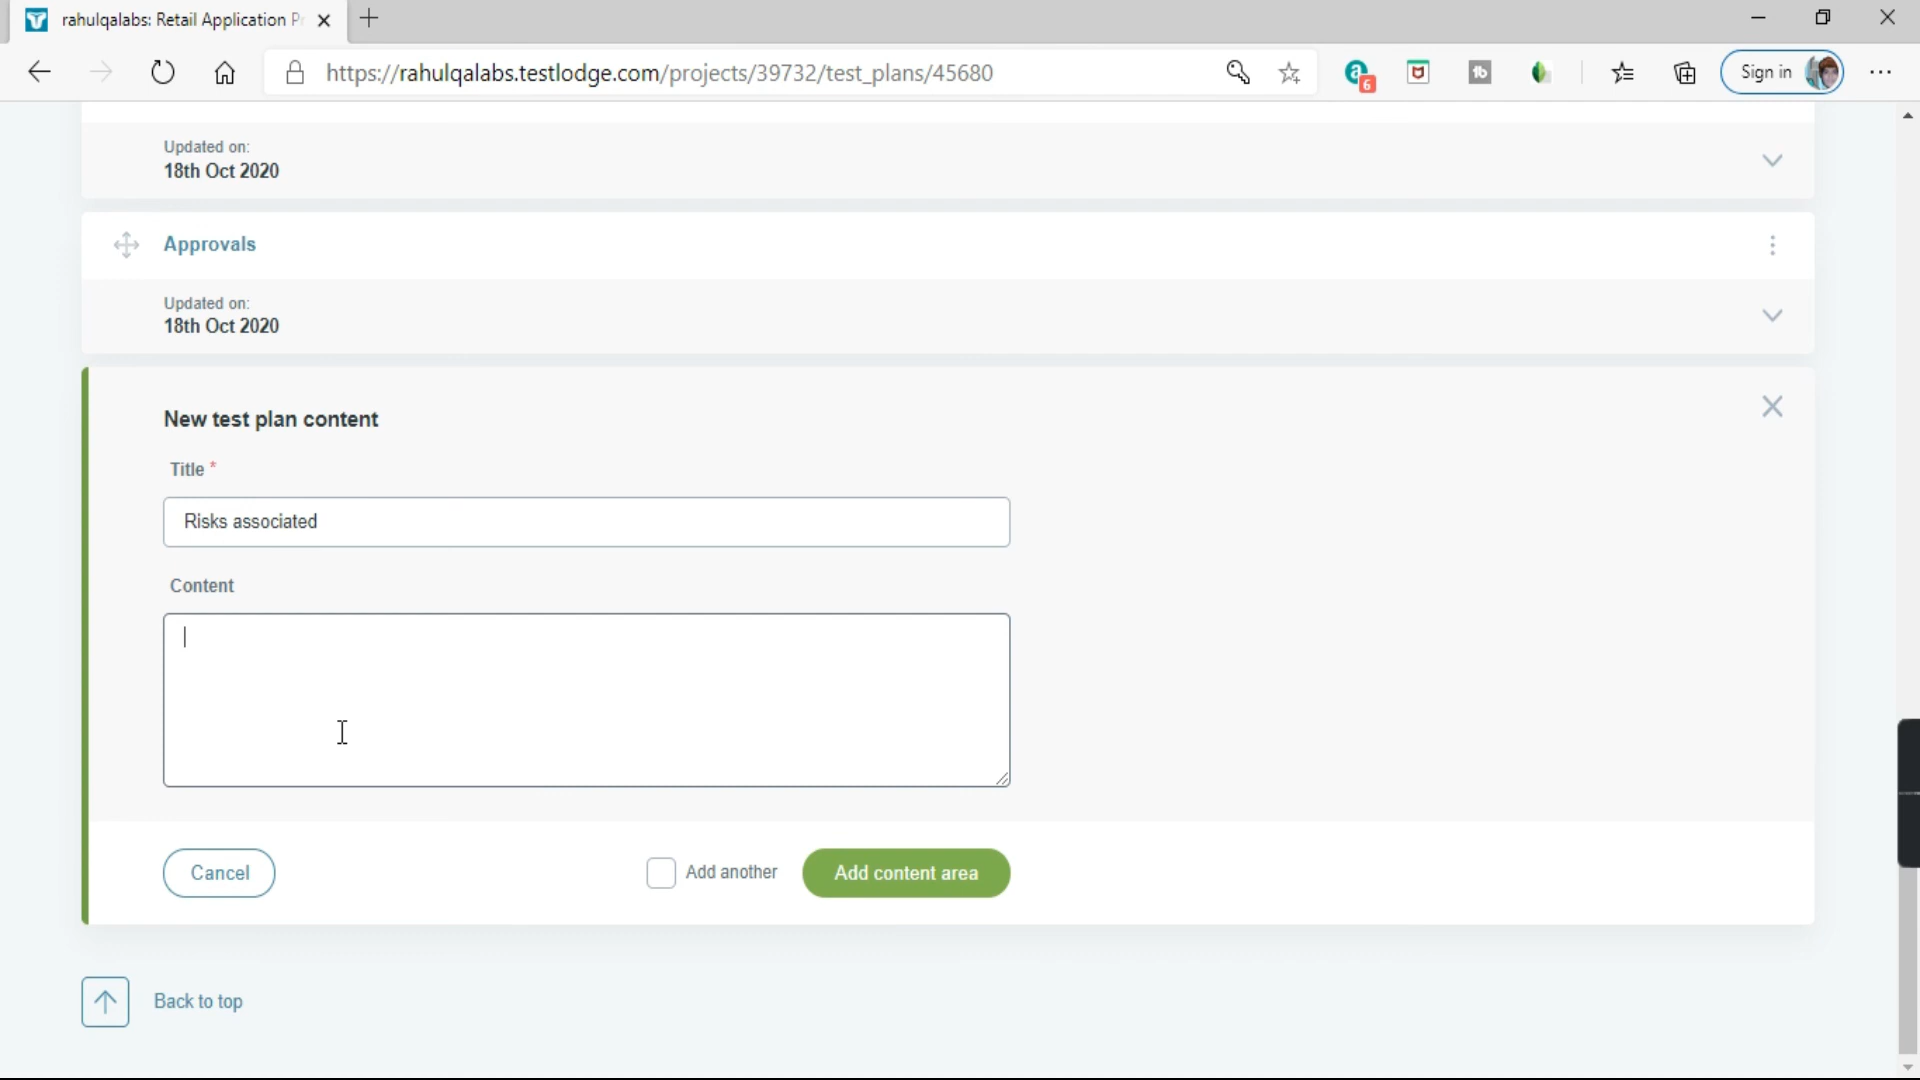 rahulqalabs: Retail Application P
https://rahulqalabs.testlodge.com/projects/39732/test_plans/45680
a
6
tb
Sign in
Updated on:
18th Oct 2020
Approvals
Updated on:
18th Oct 2020
New test plan content
Title *
Risks associated
Content
Cancel
Add another
Add content area
Back to top